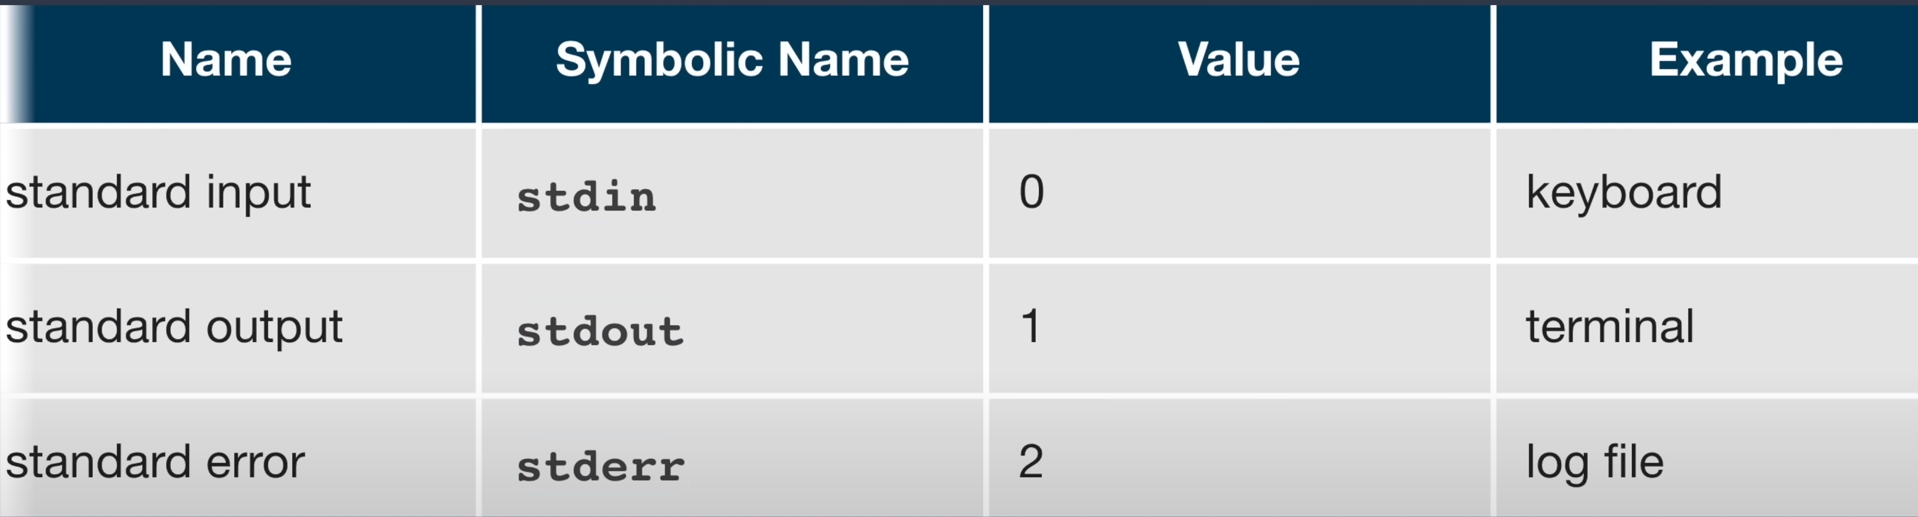 Name Symbolic Name Value Example
standard input stdin 0 keyboard
standard output stdout 1 terminal
standard error stderr 2 log file